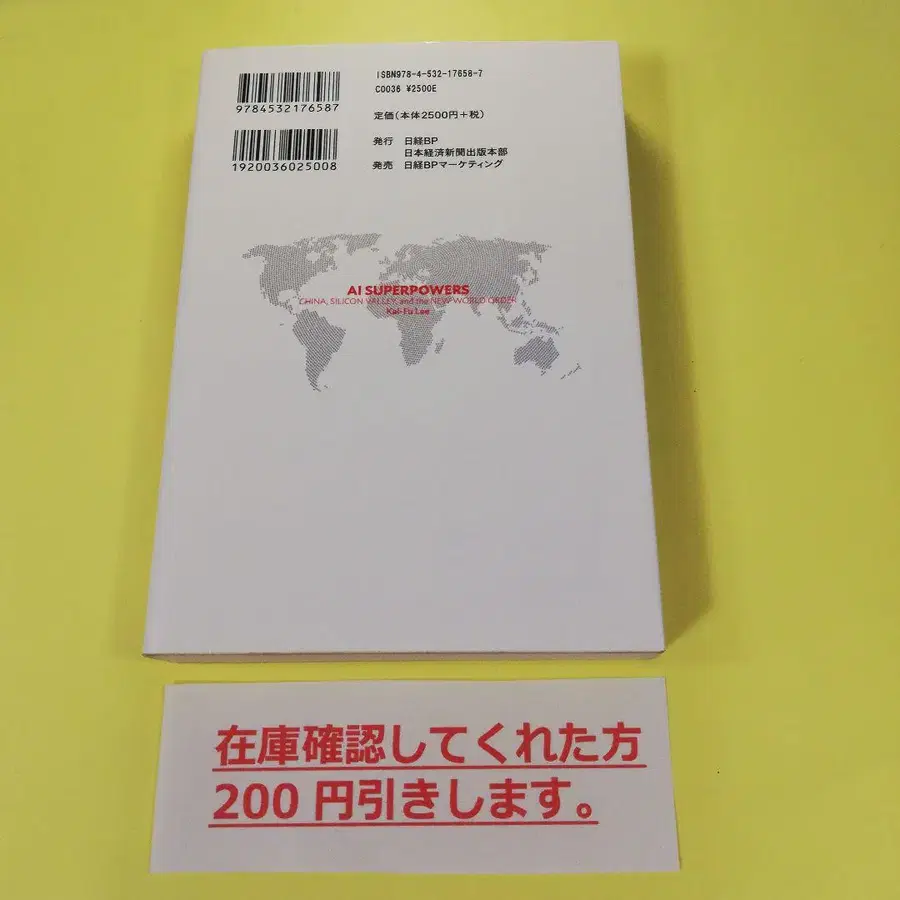 ISBN978-4-532-17658-7
C0036 ¥2500E
9784532176587
定価(本体2500円+税)
発行 日経BP
日本経済新聞出版本部
発売 日経BPマーケティング
1920036025008
AI SUPERPOWERS
CHINA, SILICON VALLEY, and the NEW WORLD ORDER
Kai-Fu Lee
在庫確認してくれた方
200 円引きします。